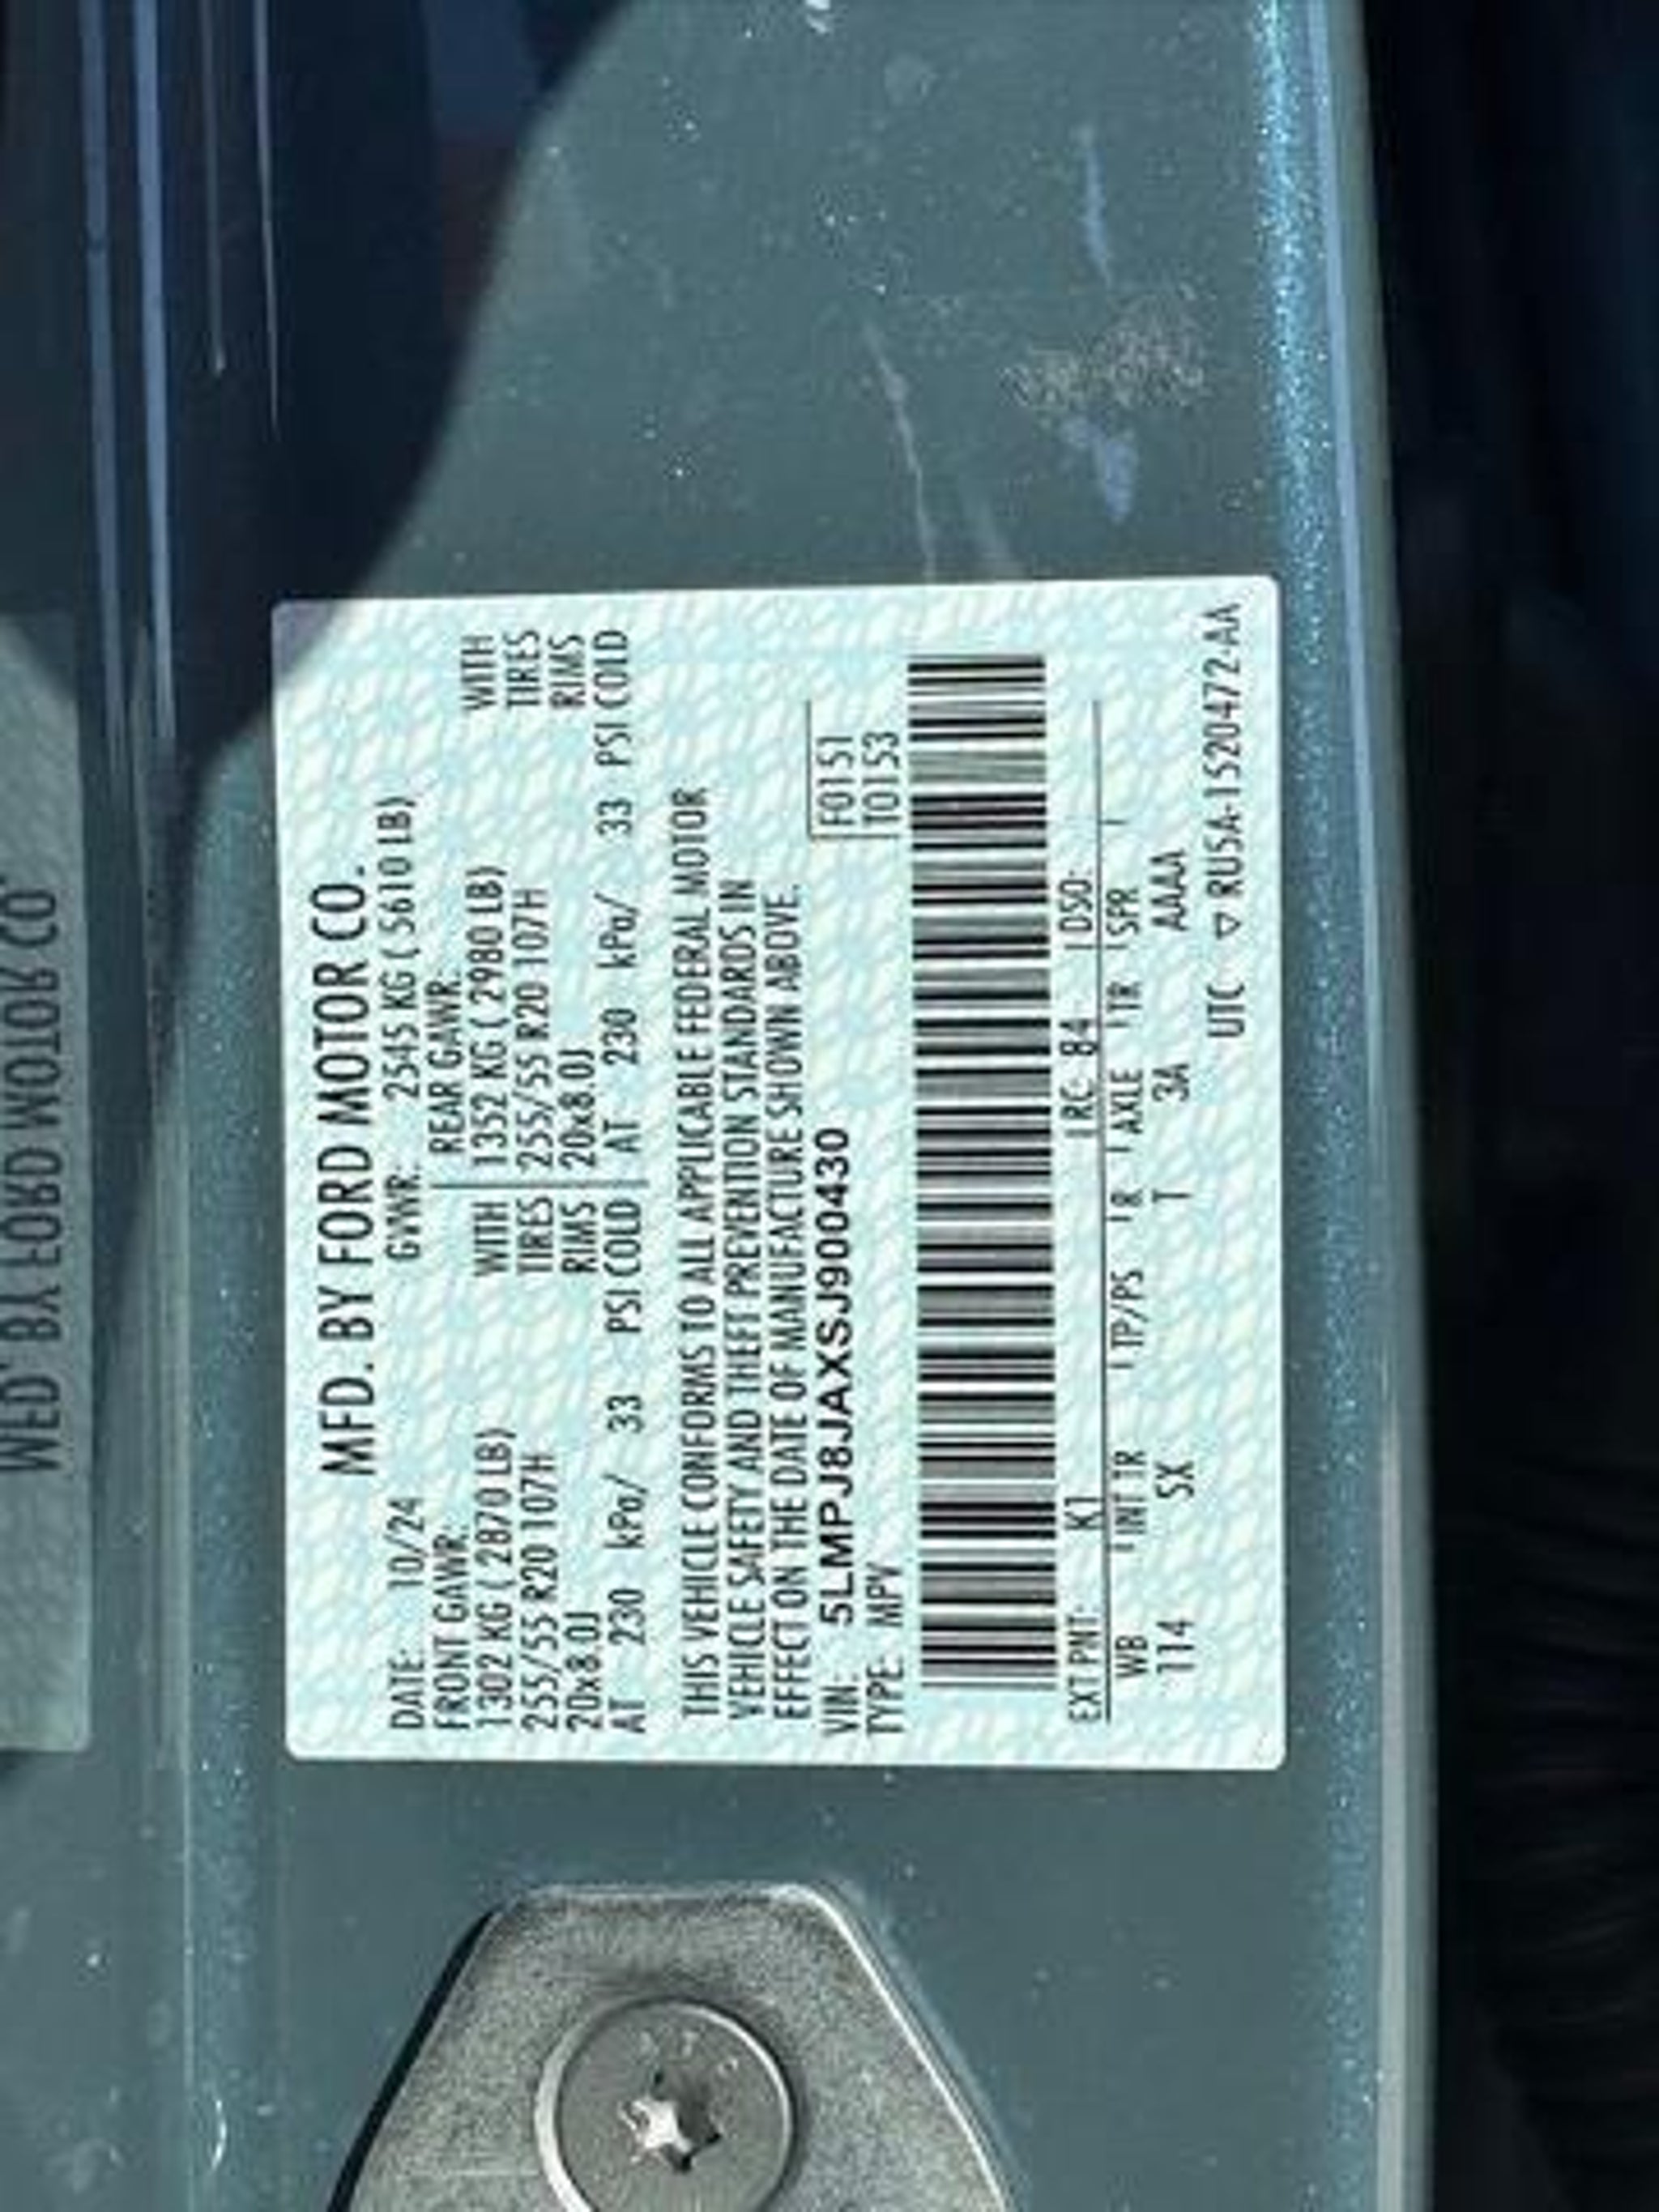 MFD. BY FORD MOTOR CO.
DATE: 10/24 GVWR: 2545 KG ( 5610 LB)
FRONT GAWR: REAR GAWR:
1302 KG ( 2870 LB) WITH 1352 KG ( 2980 LB) WITH
255/55 R20 107H TIRES 255/55 R20 107H TIRES
20x8.0J RIMS 20x8.0J RIMS
AT 230 kPa/ 33 PSI COLD AT 230 kPa/ 33 PSI COLD
THIS VEHICLE CONFORMS TO ALL APPLICABLE FEDERAL MOTOR
VEHICLE SAFETY AND THEFT PREVENTION STANDARDS IN
EFFECT ON THE DATE OF MANUFACTURE SHOWN ABOVE.
VIN: 5LMPJ8JAXSJ900430 F0151
TYPE: MPV T0153
EXT PNT: K1 RC: 84 DSO:
WB INT TR TP/PS R AXLE TR SPR
114 SX T 3A AAAA
UTC ▽ RU5A-1520472-AA
MFD. BY FORD MOTOR CO.